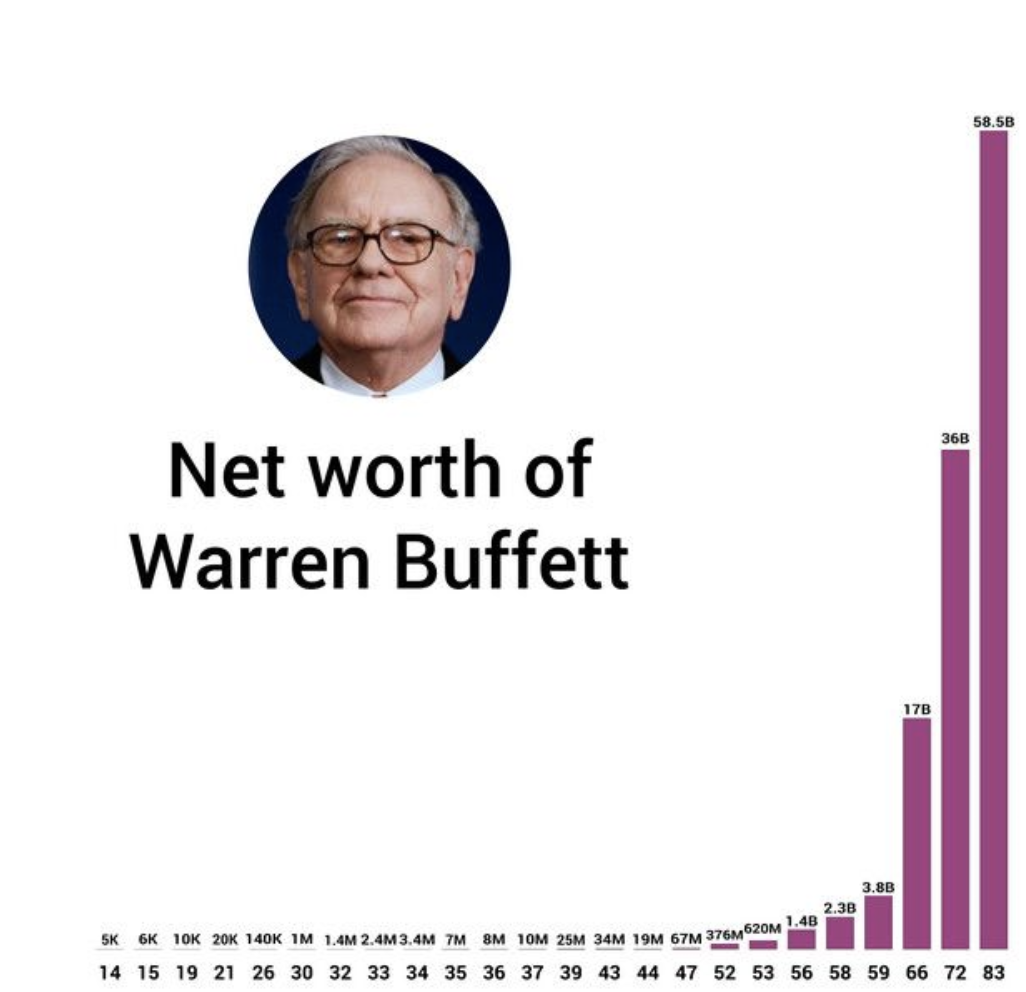 Net worth of
Warren Buffett
58.5B
36B
17B
3.8B
2.3B
1.4B
620M
376M
5K 6K 10K 20K 140K 1M 1.4M 2.4M 3.4M 7M 8M 10M 25M 34M 19M 67M
14 15 19 21 26 30 32 33 34 35 36 37 39 43 44 47 52 53 56 58 59 66 72 83